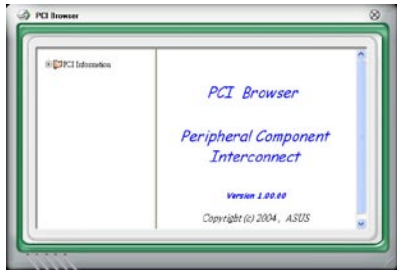 PCI Browser
PCI Information
PCI Browser
Peripheral Component
Interconnect
Version 1.00.00
Copyright (c) 2004, ASUS